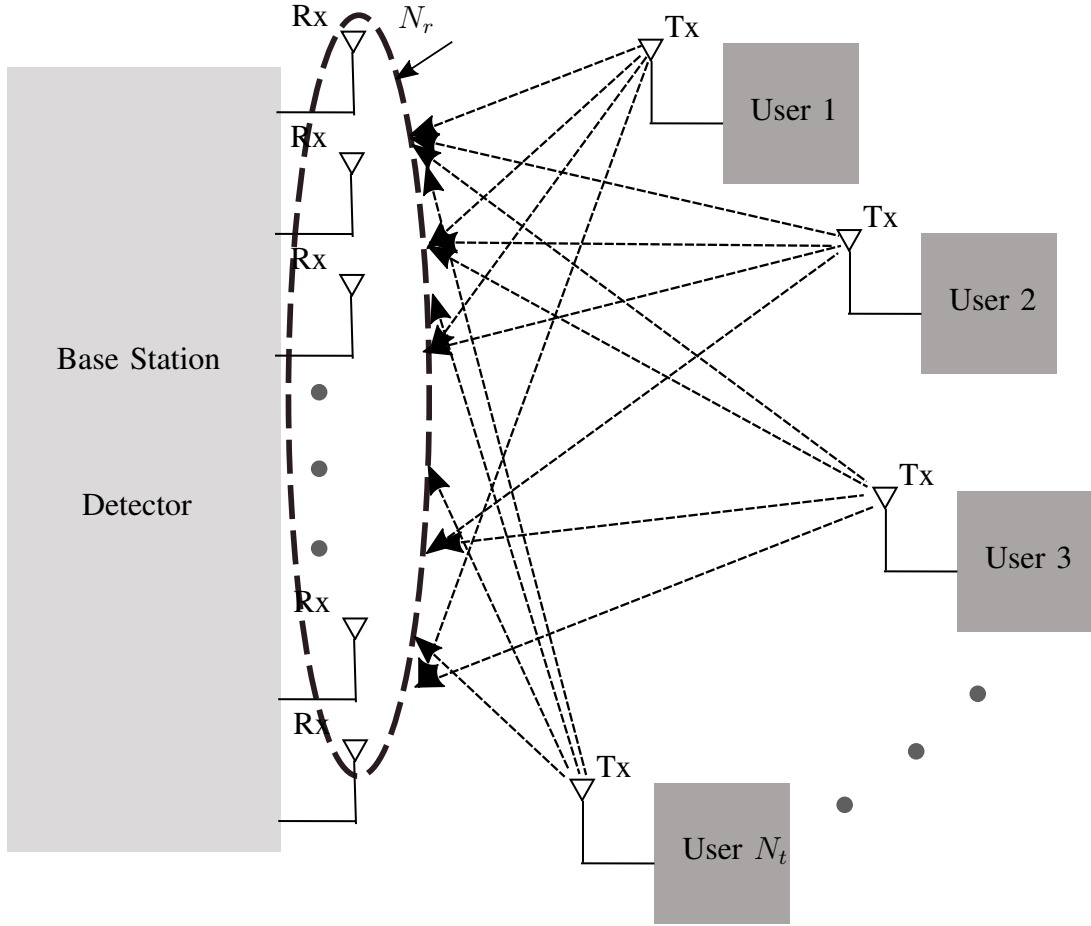 Rx
N_r
Tx
User 1
Rx
Tx
Rx
User 2
Base Station
Tx
Detector
User 3
Rx
Rx
Tx
User N_t